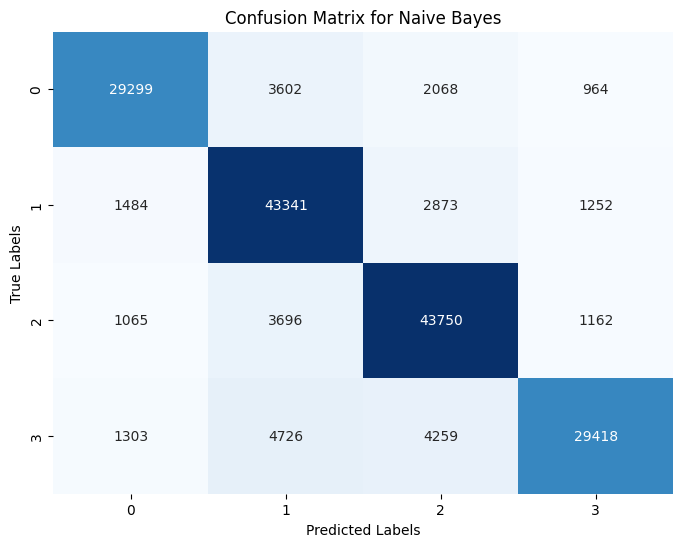 Confusion Matrix for Naive Bayes
True Labels
0 29299 3602 2068 964
1 1484 43341 2873 1252
2 1065 3696 43750 1162
3 1303 4726 4259 29418
0 1 2 3
Predicted Labels